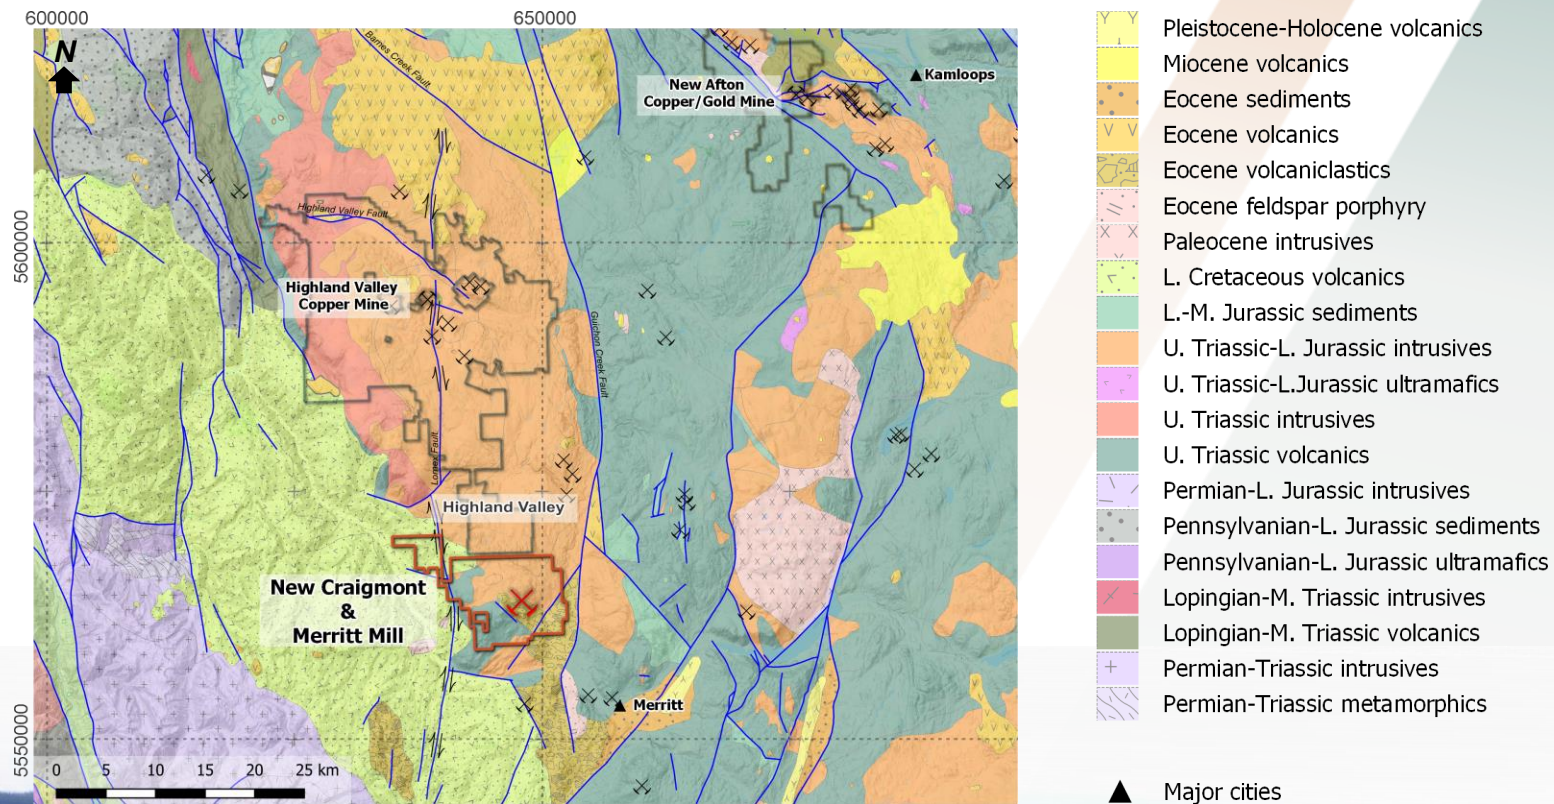 600000
650000
N
Barnes Creek Fault
New Afton
Copper/Gold Mine
Kamloops
5600000
Highland Valley Fault
Highland Valley
Copper Mine
Guichon Creek Fault
Lornex Fault
Highland Valley
New Craigmont
&
Merritt Mill
Merritt
5550000
0 5 10 15 20 25 km
Pleistocene-Holocene volcanics
Miocene volcanics
Eocene sediments
Eocene volcanics
Eocene volcaniclastics
Eocene feldspar porphyry
Paleocene intrusives
L. Cretaceous volcanics
L.-M. Jurassic sediments
U. Triassic-L. Jurassic intrusives
U. Triassic-L.Jurassic ultramafics
U. Triassic intrusives
U. Triassic volcanics
Permian-L. Jurassic intrusives
Pennsylvanian-L. Jurassic sediments
Pennsylvanian-L. Jurassic ultramafics
Lopingian-M. Triassic intrusives
Lopingian-M. Triassic volcanics
Permian-Triassic intrusives
Permian-Triassic metamorphics
Major cities